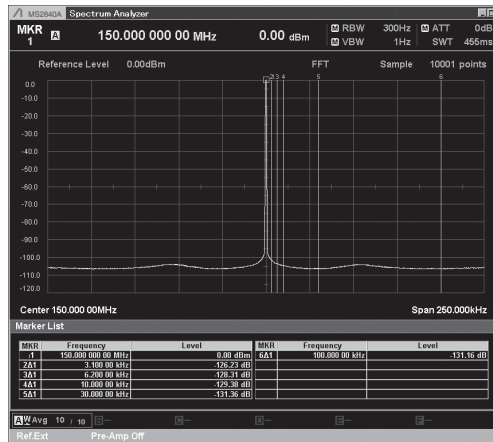 MS2840A Spectrum Analyzer
MKR 1 A 150.000 000 00 MHz 0.00 dBm M RBW 300Hz M ATT 0dB
M VBW 1Hz SWT 455ms
Reference Level 0.00dBm FFT Sample 10001 points
2 3 4 5 6
0.0
-10.0
-20.0
-30.0
-40.0
-50.0
-60.0
-70.0
-80.0
-90.0
-100.0
-110.0
-120.0
Center 150.000 00MHz Span 250.000kHz
Marker List
MKR Frequency Level MKR Frequency Level
1 150.000 000 00 MHz 0.00 dBm 6Δ1 100.000 00 kHz -131.16 dB
2Δ1 3.100 00 kHz -126.23 dB
3Δ1 6.200 00 kHz -128.31 dB
4Δ1 10.000 00 kHz -129.38 dB
5Δ1 30.000 00 kHz -131.36 dB
A W Avg 10 / 10
Ref.Ext Pre-Amp Off